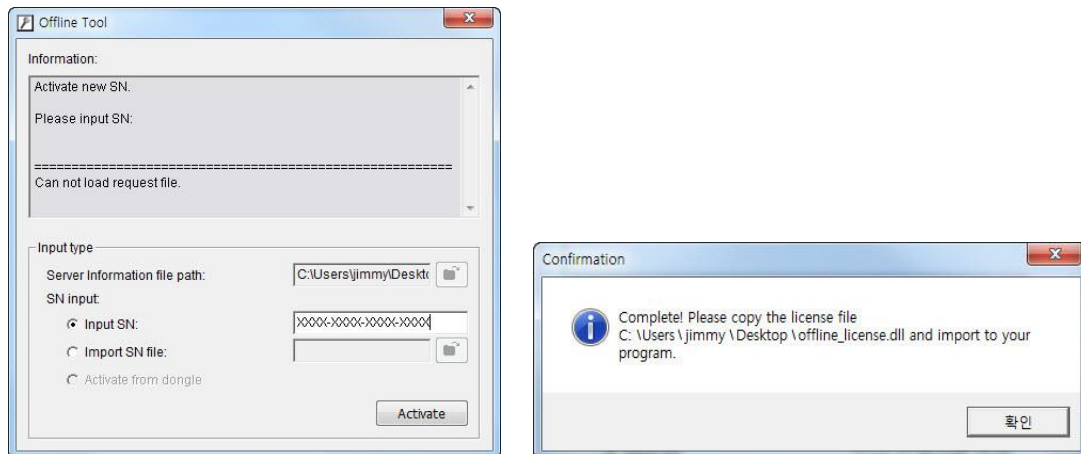 Offline Tool
Information:
Activate new SN.
Please input SN:
========================================================
Can not load request file.
Input type
Server Information file path:
C:\Users\jimmy\Deskto
SN input:
Input SN:
XXXX-XXXX-XXXX-XXXX
Import SN file:
Activate from dongle
Activate
Confirmation
Complete! Please copy the license file
C: \Users \ jimmy \Desktop \offline_license.dll and import to your
program.
확인